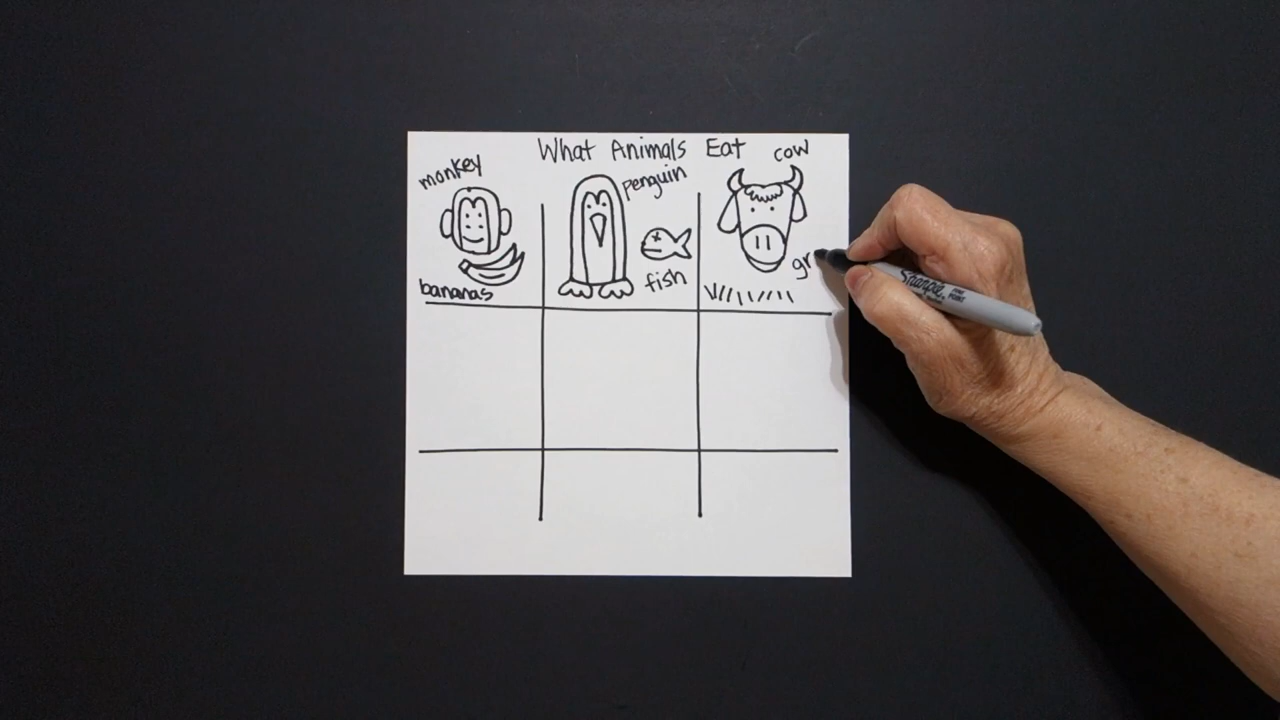 What Animals Eat
monkey
penguin
cow
bananas
fish
gr
Sharpie